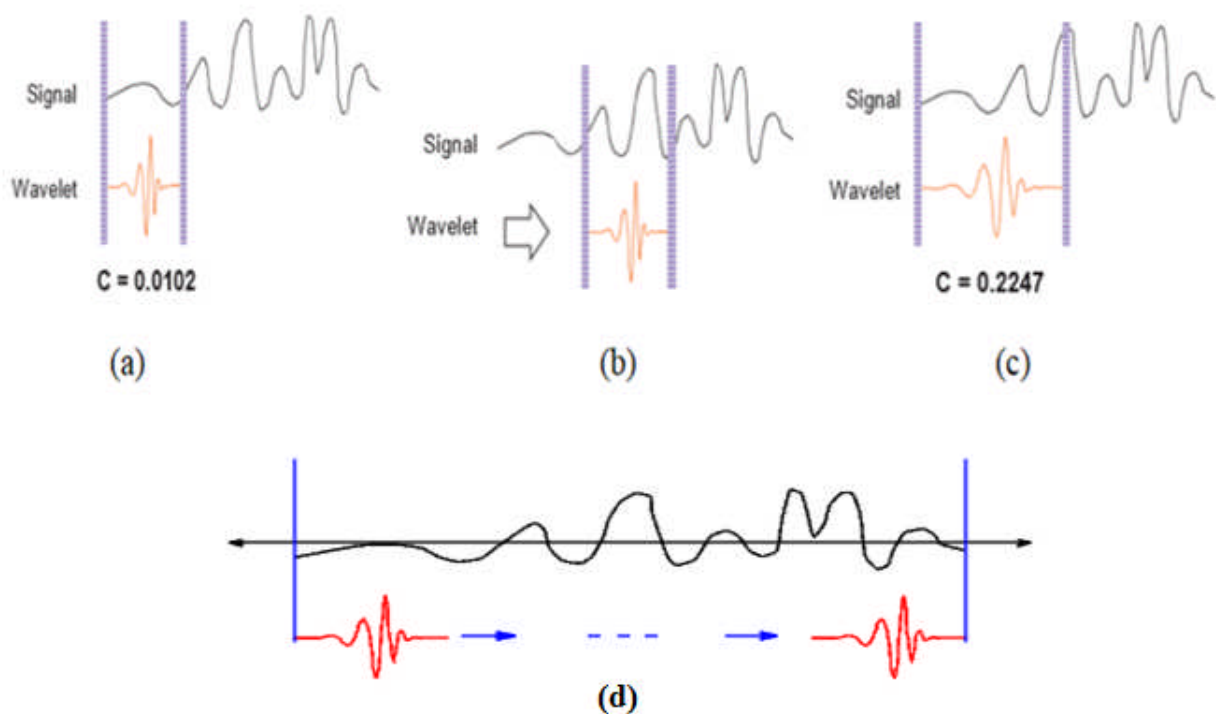 Signal
Wavelet
C = 0.0102
(a)
Signal
Wavelet
(b)
Signal
Wavelet
C = 0.2247
(c)
(d)